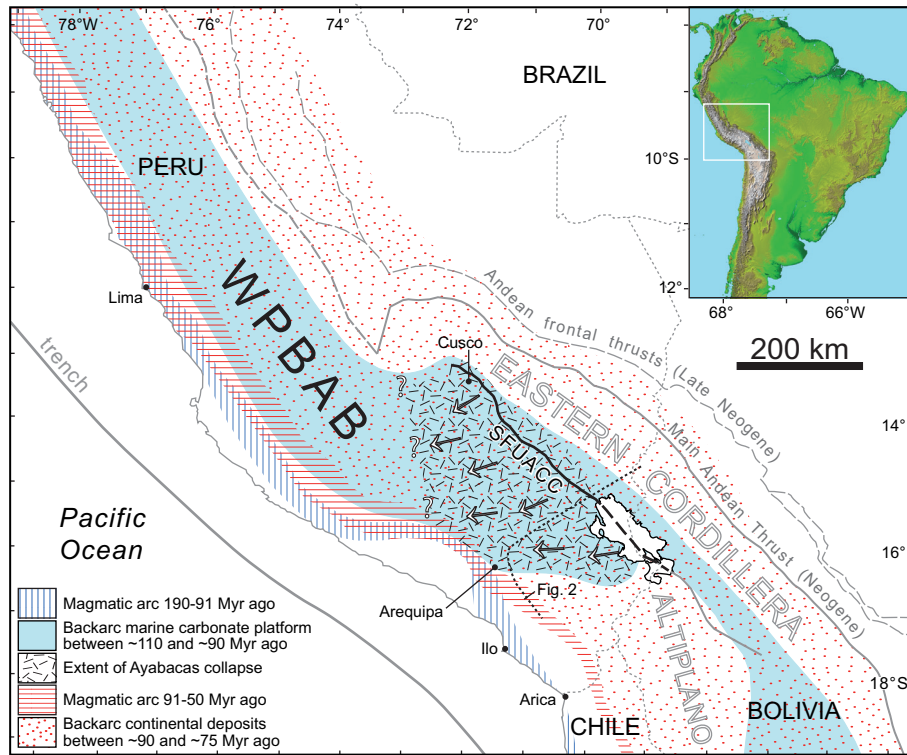 78°W
76°
74°
72°
70°
BRAZIL
PERU
10°S
12°
68°
66°W
200 km
Lima
WPBAB
trench
Cusco
Andean frontal thrusts (Late Neogene)
Main Andean Thrust (Neogene)
EASTERN CORDILLERA
SFUACC
?
?
?
14°
16°
18°S
Pacific
Ocean
Arequipa
Fig. 2
Ilo
Arica
ALTIPLANO
CHILE
BOLIVIA
Magmatic arc 190-91 Myr ago
Backarc marine carbonate platform
between ~110 and ~90 Myr ago
Extent of Ayabacas collapse
Magmatic arc 91-50 Myr ago
Backarc continental deposits
between ~90 and ~75 Myr ago